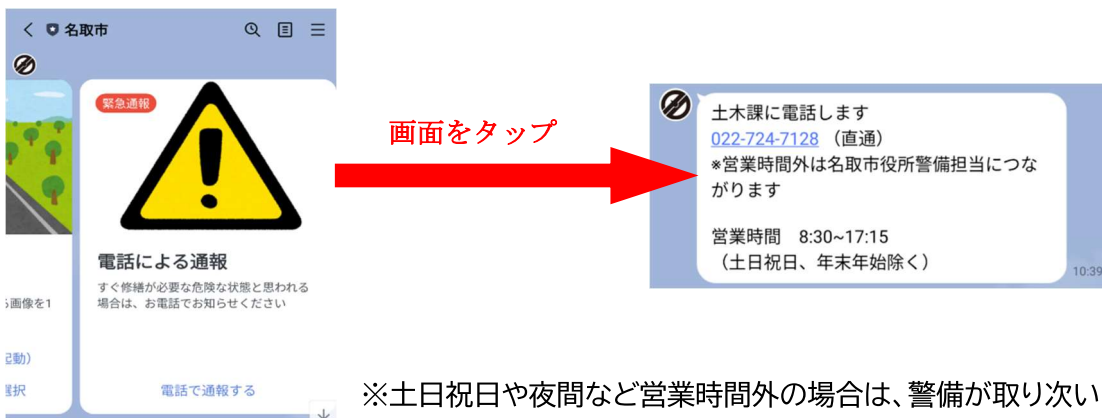 名取市
緊急通報
電話による通報
すぐ修繕が必要な危険な状態と思われる
場合は、お電話でお知らせください
電話で通報する
画像を1
起動）
選択
画面をタップ
土木課に電話します
022-724-7128 （直通）
*営業時間外は名取市役所警備担当につな
がります
営業時間　8:30~17:15
（土日祝日、年末年始除く）
10:39
※土日祝日や夜間など営業時間外の場合は、警備が取り次い